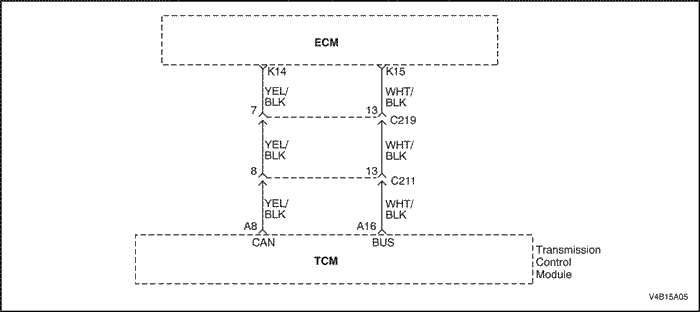 ECM
K14 K15
YEL/ WHT/
BLK BLK
7 13
C219
YEL/ WHT/
BLK BLK
8 13
C211
YEL/ WHT/
BLK BLK
A8 A16
CAN BUS
TCM
Transmission
Control
Module
V4B15A05